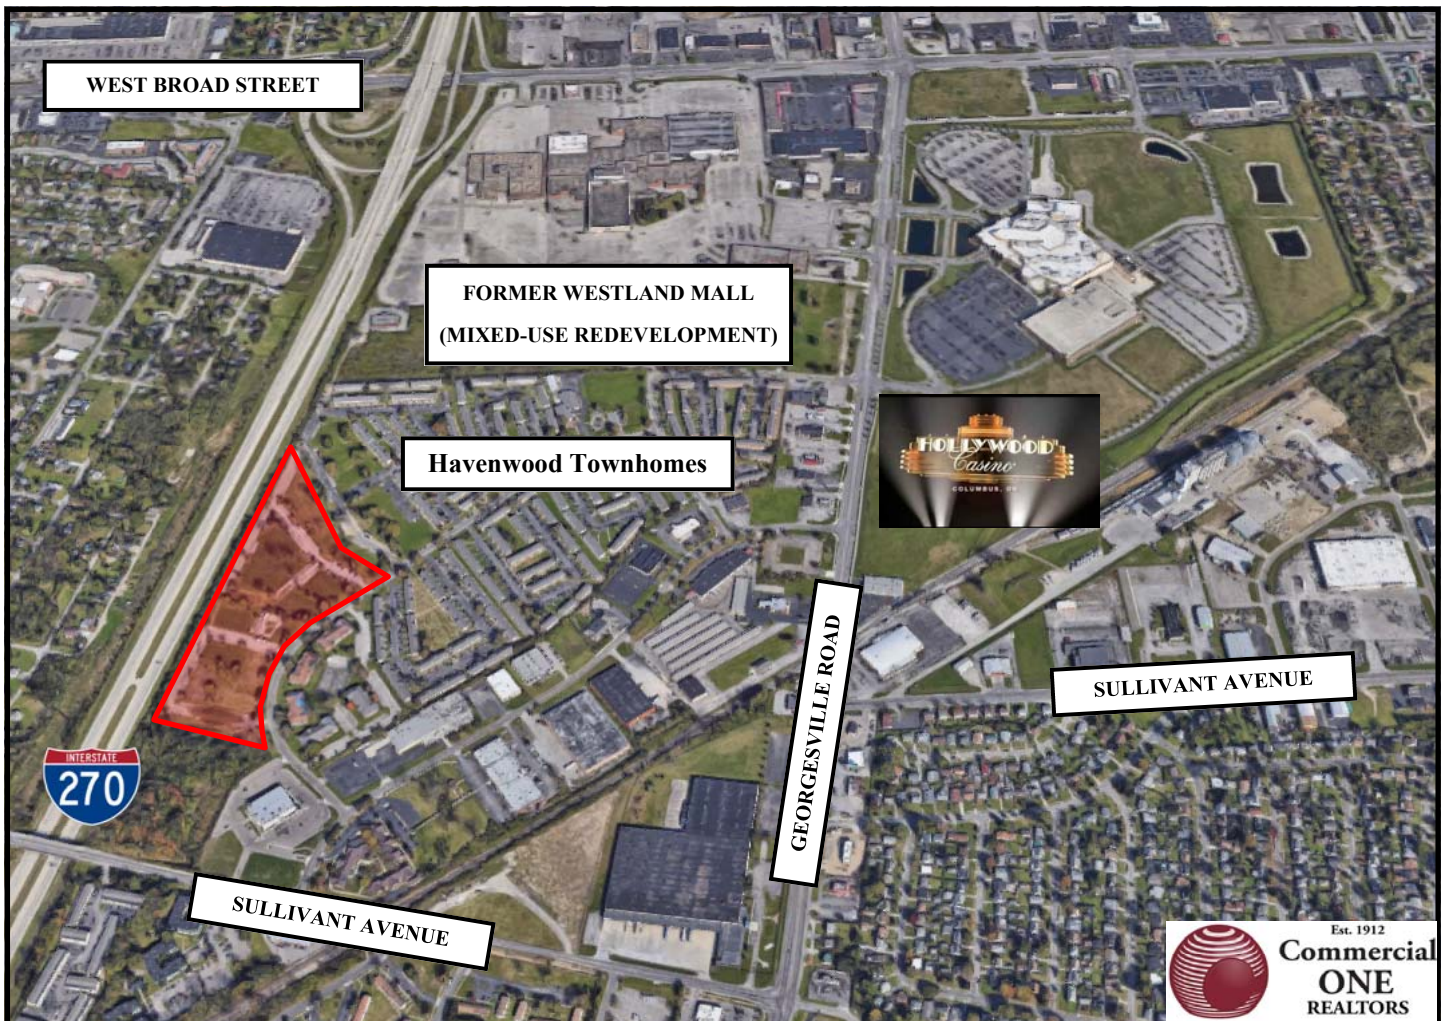 WEST BROAD STREET
FORMER WESTLAND MALL
(MIXED-USE REDEVELOPMENT)
Havenwood Townhomes
HOLLYWOOD
Casino
COLUMBUS, OH
GEORGESVILLE ROAD
SULLIVANT AVENUE
INTERSTATE
270
SULLIVANT AVENUE
Est. 1912
Commercial
ONE
REALTORS